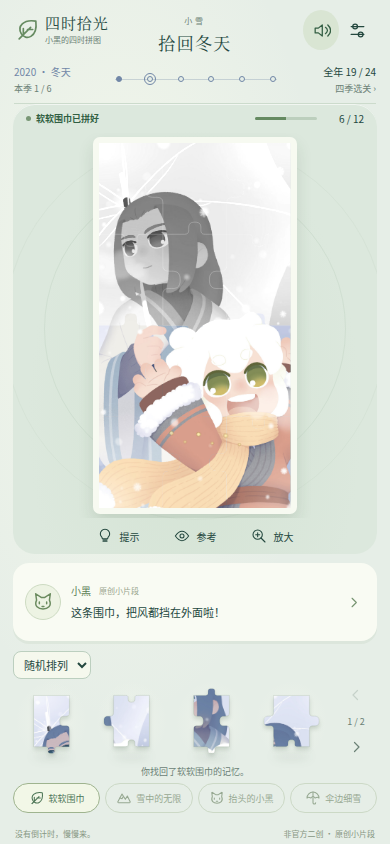 四时拾光
小黑的四时拼图
小雪
拾回冬天
2020 · 冬天
本季 1 / 6
全年 19 / 24
四季选关 ›
软软围巾已拼好
6 / 12
提示
参考
放大
小黑 原创小片段
这条围巾，把风都挡在外面啦！
随机排列
1 / 2
你找回了软软围巾的记忆。
软软围巾
雪中的无限
抬头的小黑
伞边细雪
没有倒计时，慢慢来。
非官方二创 · 原创小片段